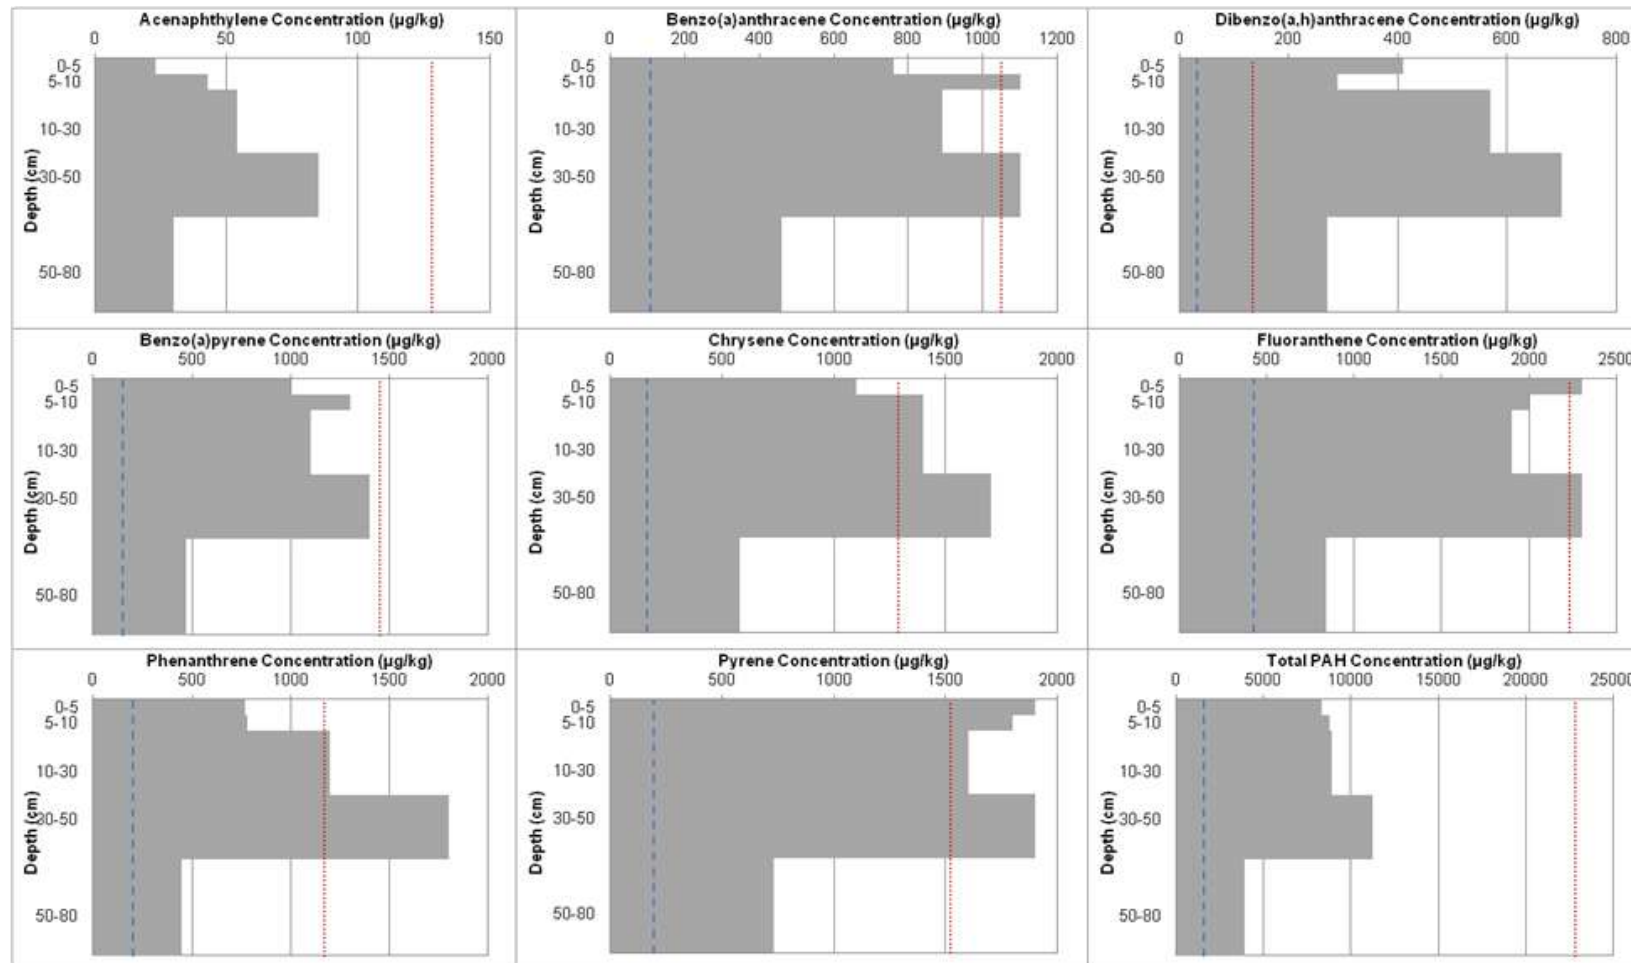 Acenaphthylene Concentration (µg/kg)
0 50 100 150
0-5
5-10
10-30
30-50
50-80
Depth (cm)
Benzo(a)anthracene Concentration (µg/kg)
0 200 400 600 800 1000 1200
0-5
5-10
10-30
30-50
50-80
Depth (cm)
Dibenzo(a,h)anthracene Concentration (µg/kg)
0 200 400 600 800
0-5
5-10
10-30
30-50
50-80
Depth (cm)
Benzo(a)pyrene Concentration (µg/kg)
0 500 1000 1500 2000
0-5
5-10
10-30
30-50
50-80
Depth (cm)
Chrysene Concentration (µg/kg)
0 500 1000 1500 2000
0-5
5-10
10-30
30-50
50-80
Depth (cm)
Fluoranthene Concentration (µg/kg)
0 500 1000 1500 2000 2500
0-5
5-10
10-30
30-50
50-80
Depth (cm)
Phenanthrene Concentration (µg/kg)
0 500 1000 1500 2000
0-5
5-10
10-30
30-50
50-80
Depth (cm)
Pyrene Concentration (µg/kg)
0 500 1000 1500 2000
0-5
5-10
10-30
30-50
50-80
Depth (cm)
Total PAH Concentration (µg/kg)
0 5000 10000 15000 20000 25000
0-5
5-10
10-30
30-50
50-80
Depth (cm)